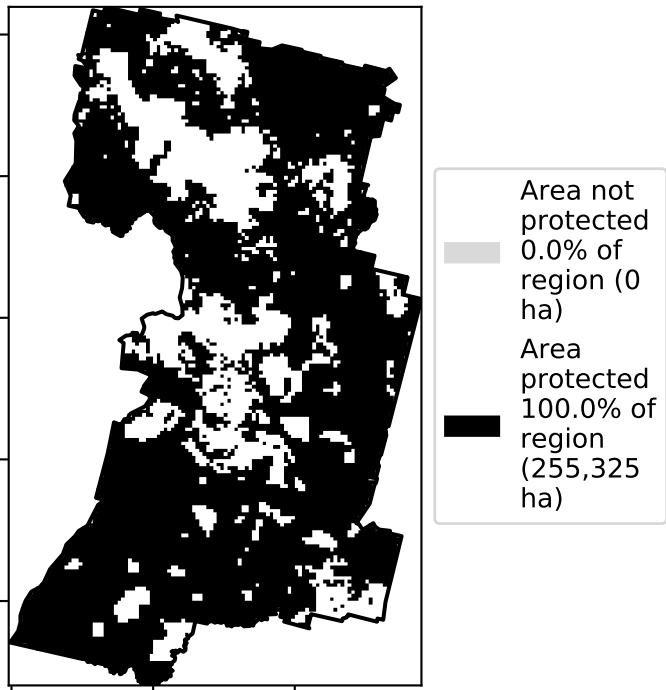 Area not
protected
0.0% of
region (0
ha)
Area
protected
100.0% of
region
(255,325
ha)